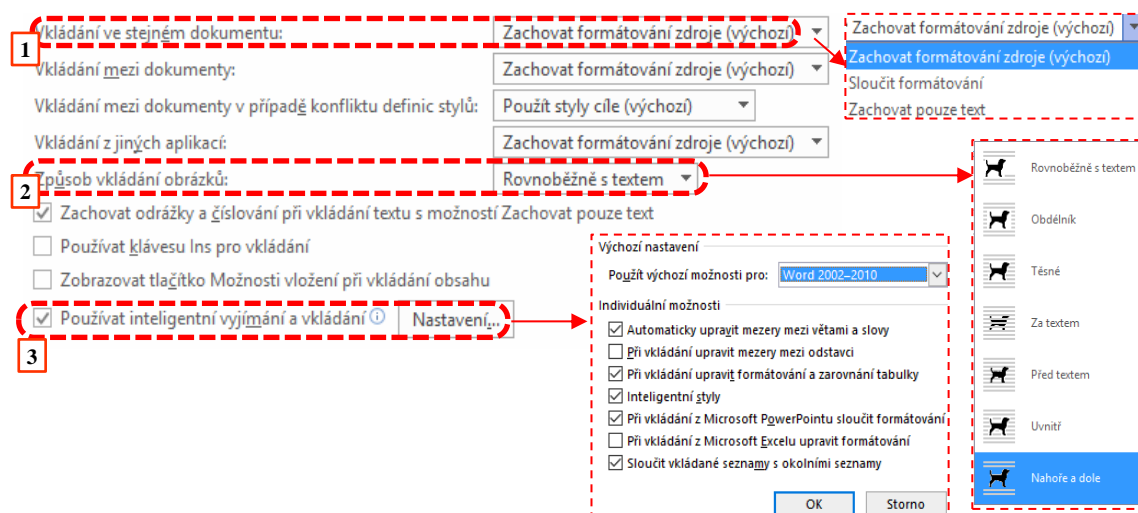 1
Vkládání ve stejném dokumentu: Zachovat formátování zdroje (výchozí)
Vkládání mezi dokumenty: Zachovat formátování zdroje (výchozí)
Vkládání mezi dokumenty v případě konfliktu definic stylů: Použít styly cíle (výchozí)
Vkládání z jiných aplikací: Zachovat formátování zdroje (výchozí)
2
Způsob vkládání obrázků: Rovnoběžně s textem
Zachovat odrážky a číslování při vkládání textu s možností Zachovat pouze text
Používat klávesu Ins pro vkládání
Zobrazovat tlačítko Možnosti vložení při vkládání obsahu
Používat inteligentní vyjímání a vkládání Nastavení...
3
Zachovat formátování zdroje (výchozí)
Zachovat formátování zdroje (výchozí)
Sloučit formátování
Zachovat pouze text
Výchozí nastavení
Použít výchozí možnosti pro: Word 2002–2010
Individuální možnosti
Automaticky upravit mezery mezi větami a slovy
Při vkládání upravit mezery mezi odstavci
Při vkládání upravit formátování a zarovnání tabulky
Inteligentní styly
Při vkládání z Microsoft PowerPointu sloučit formátování
Při vkládání z Microsoft Excelu upravit formátování
Sloučit vkládané seznamy s okolními seznamy
OK Storno
Rovnoběžně s textem
Obdélník
Těsné
Za textem
Před textem
Uvnitř
Nahoře a dole